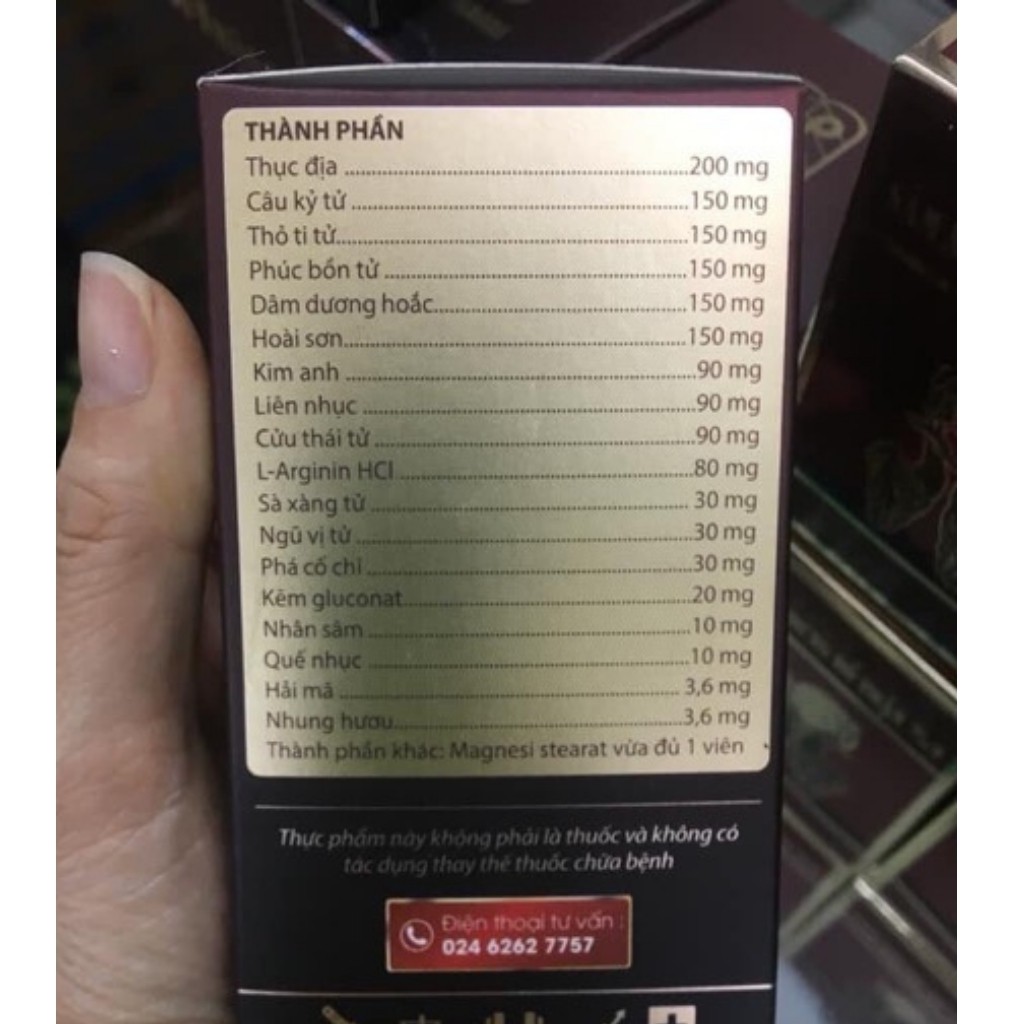 THÀNH PHẦN
Thục địa ........ 200 mg
Câu kỷ tử ........ 150 mg
Thỏ ti tử ........ 150 mg
Phúc bồn tử ........ 150 mg
Dâm dương hoắc ........ 150 mg
Hoài sơn ........ 150 mg
Kim anh ........ 90 mg
Liên nhục ........ 90 mg
Cửu thái tử ........ 90 mg
L-Arginin HCl ........ 80 mg
Sà xàng tử ........ 30 mg
Ngũ vị tử ........ 30 mg
Phá cố chỉ ........ 30 mg
Kẽm gluconat ........ 20 mg
Nhân sâm ........ 10 mg
Quế nhục ........ 10 mg
Hải mã ........ 3,6 mg
Nhung hươu ........ 3,6 mg
Thành phần khác: Magnesi stearat vừa đủ 1 viên
Thực phẩm này không phải là thuốc và không có
tác dụng thay thế thuốc chữa bệnh
Điện thoại tư vấn :
024 6262 7757